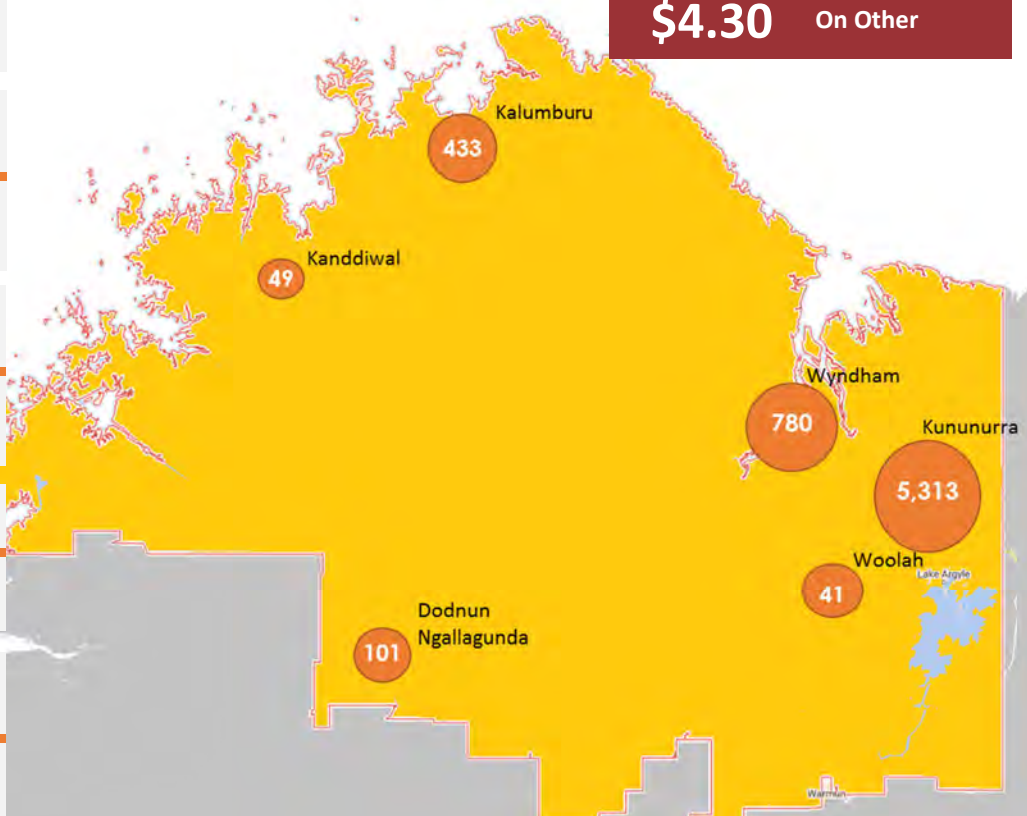 $4.30 On Other
Kalumburu
433
Kanddiwal
49
Wyndham
780
Kununurra
5,313
Woolah
41
Lake Argyle
Dodnun
Ngallagunda
101
Warmun